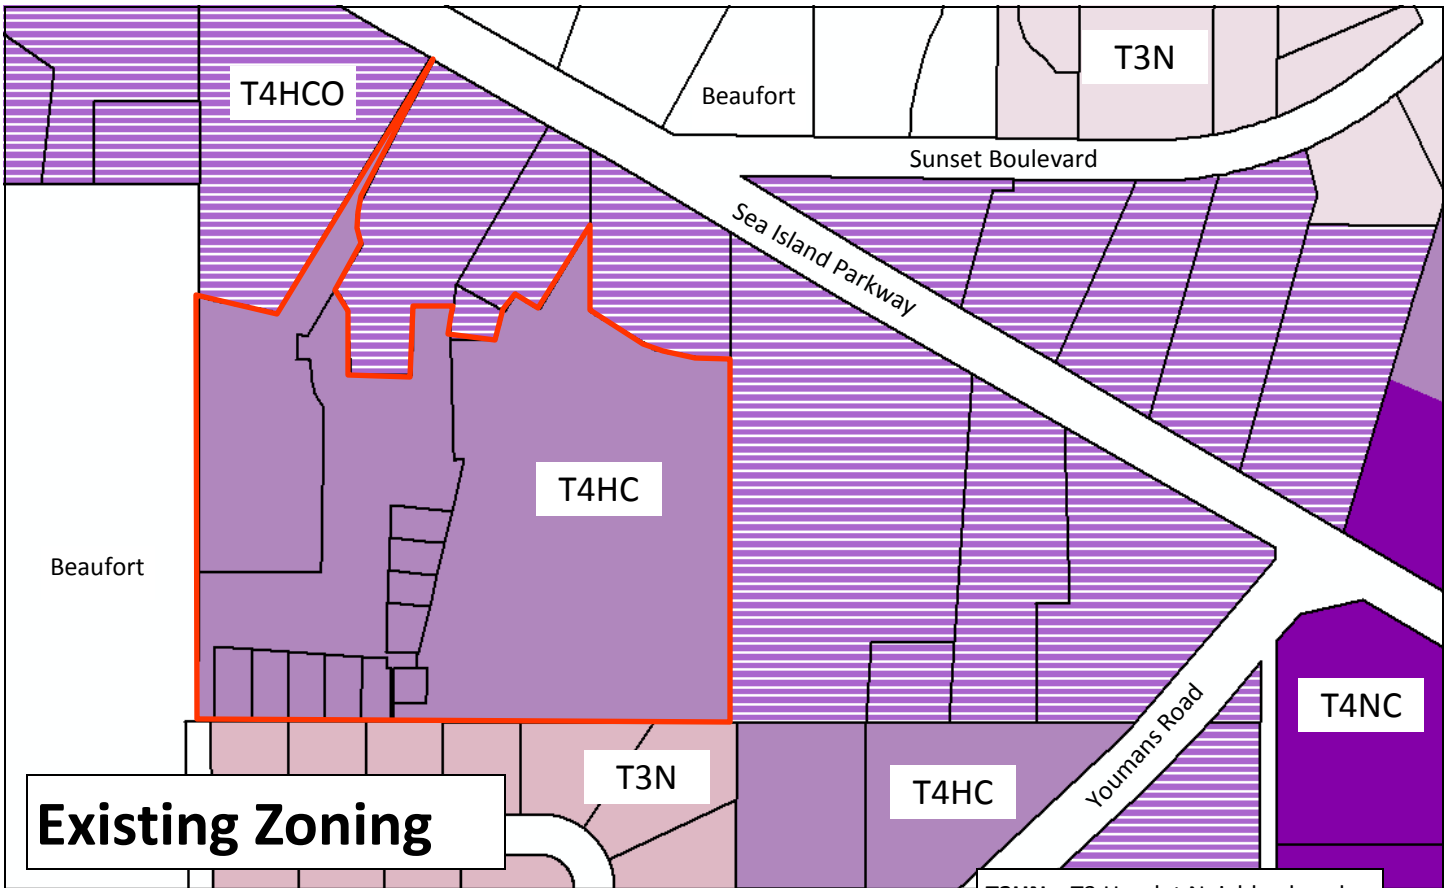 T3N
T4HCO
Beaufort
Sunset Boulevard
Sea Island Parkway
T4HC
Beaufort
T4NC
Youmans Road
T3N
T4HC
Existing Zoning